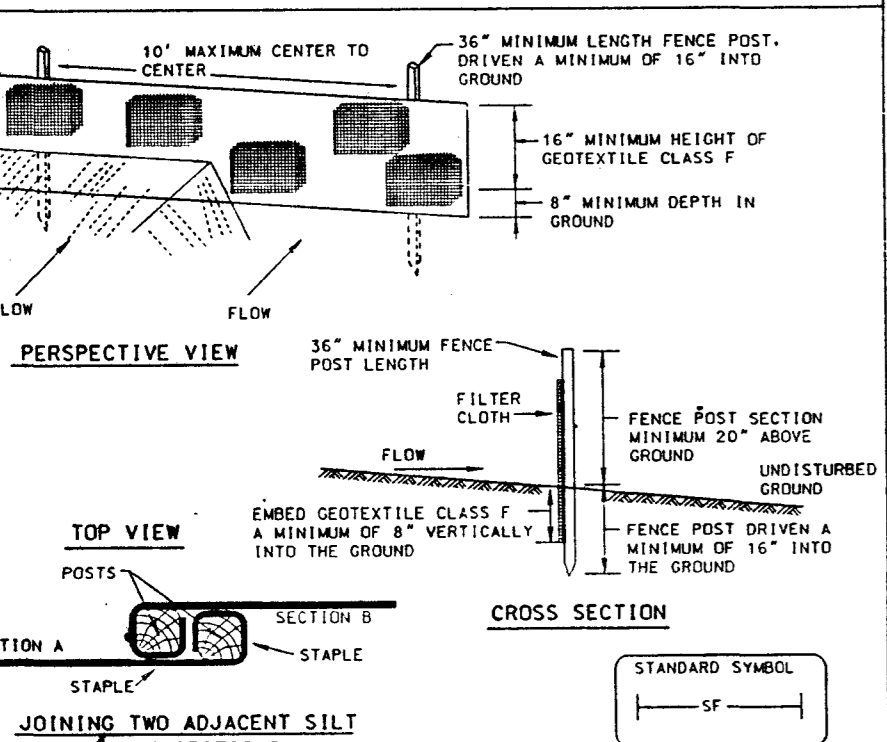 10' MAXIMUM CENTER TO
CENTER
36" MINIMUM LENGTH FENCE POST,
DRIVEN A MINIMUM OF 16" INTO
GROUND
16" MINIMUM HEIGHT OF
GEOTEXTILE CLASS F
8" MINIMUM DEPTH IN
GROUND
LOW
FLOW
PERSPECTIVE VIEW
36" MINIMUM FENCE
POST LENGTH
FILTER
CLOTH
FLOW
FENCE POST SECTION
MINIMUM 20" ABOVE
GROUND
UNDISTURBED
GROUND
EMBED GEOTEXTILE CLASS F
A MINIMUM OF 8" VERTICALLY
INTO THE GROUND
FENCE POST DRIVEN A
MINIMUM OF 16" INTO
THE GROUND
CROSS SECTION
TOP VIEW
POSTS
SECTION B
TION A
STAPLE
STAPLE
JOINING TWO ADJACENT SILT
STANDARD SYMBOL
SF